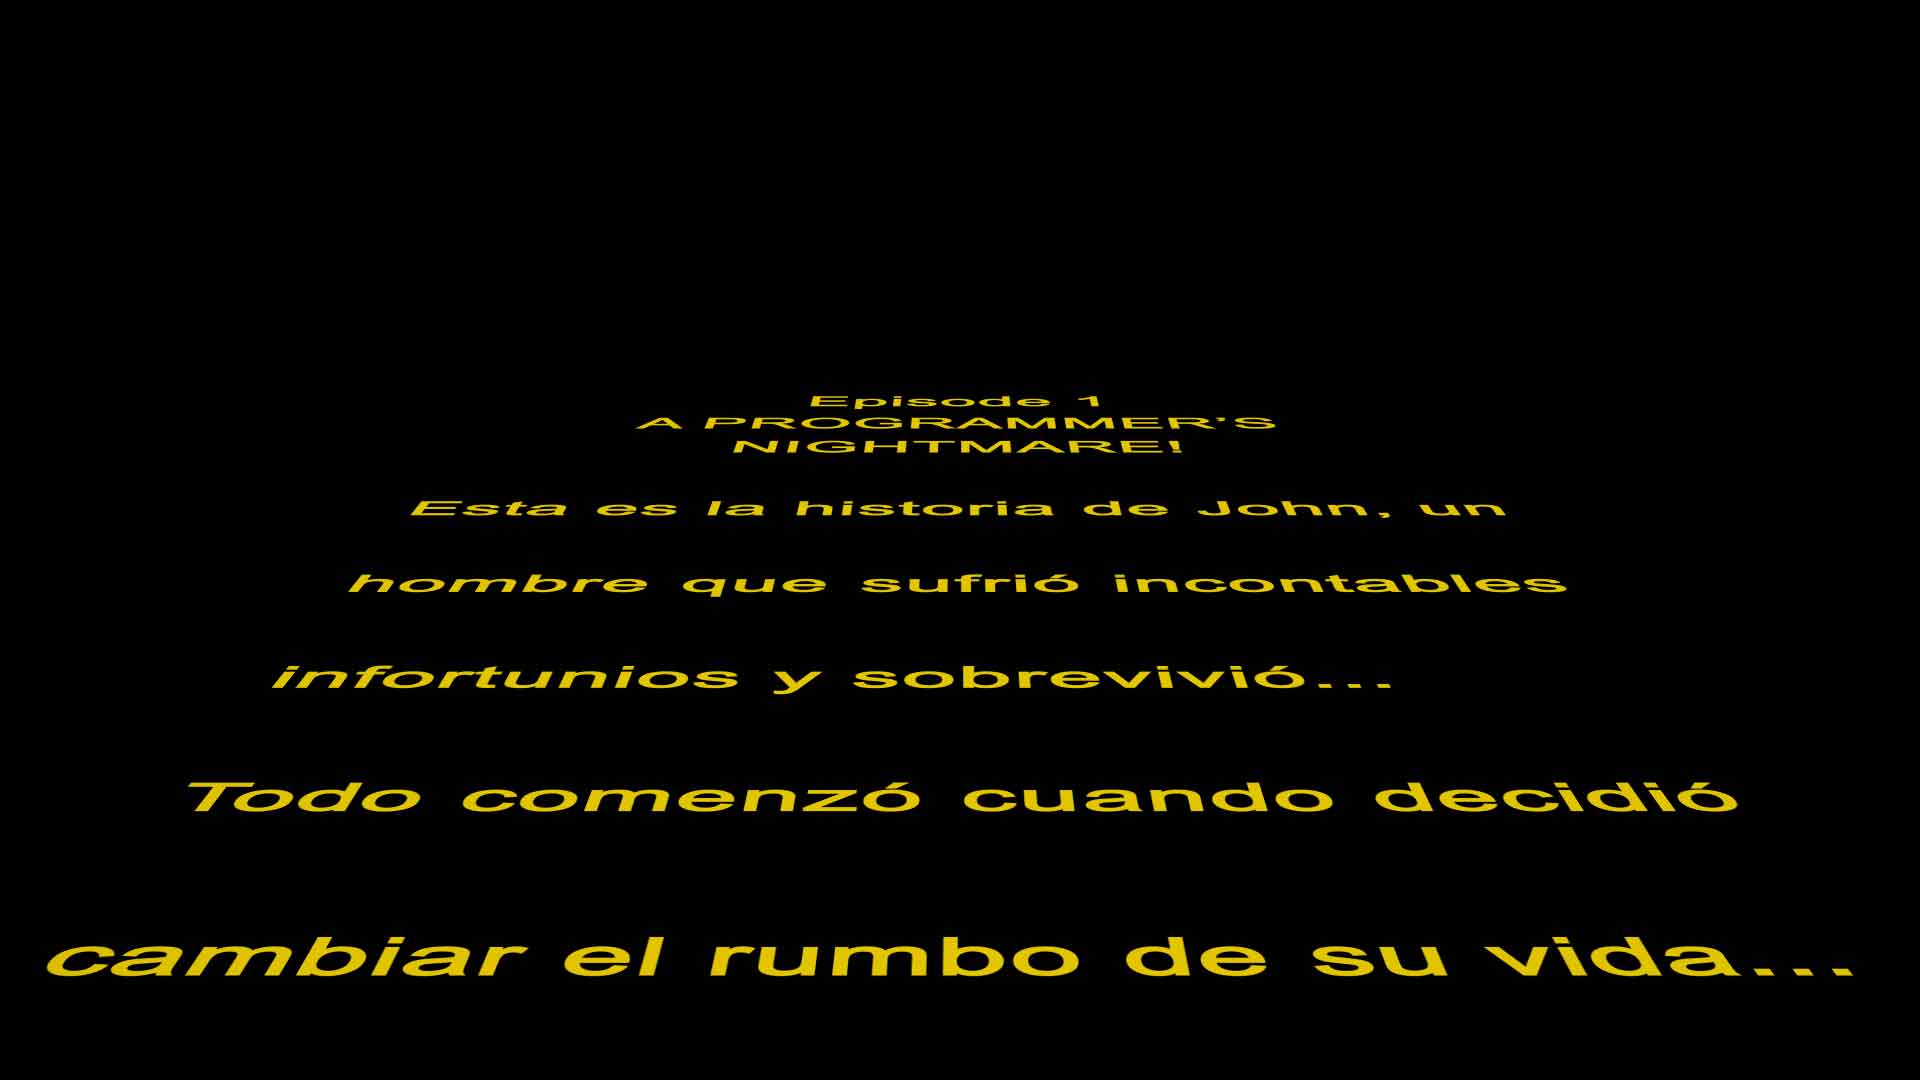 Episode 1
A PROGRAMMER'S
NIGHTMARE!
Esta es la historia de John, un
hombre que sufrió incontables
infortunios y sobrevivió...
Todo comenzó cuando decidió
cambiar el rumbo de su vida...